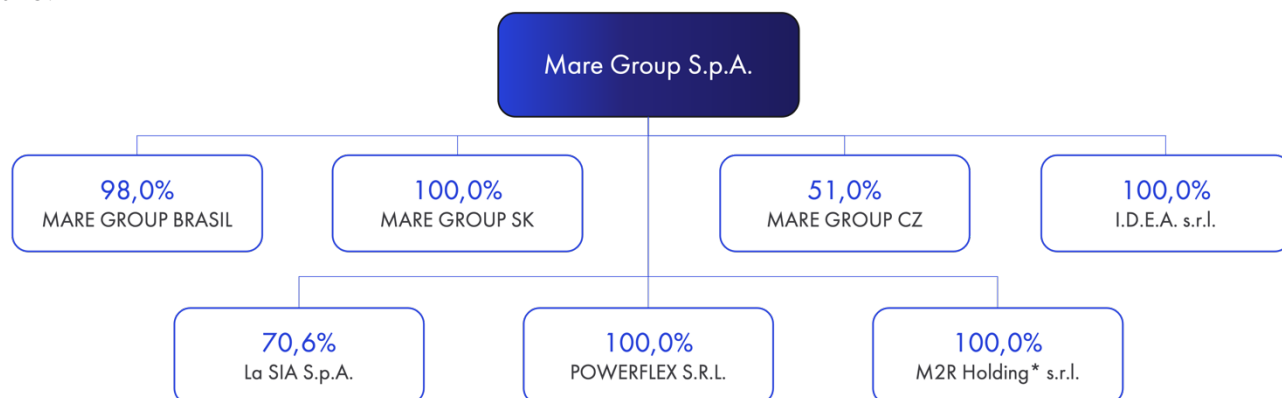 Mare Group S.p.A.
98,0%
MARE GROUP BRASIL
100,0%
MARE GROUP SK
51,0%
MARE GROUP CZ
100,0%
I.D.E.A. s.r.l.
70,6%
La SIA S.p.A.
100,0%
POWERFLEX S.R.L.
100,0%
M2R Holding* s.r.l.